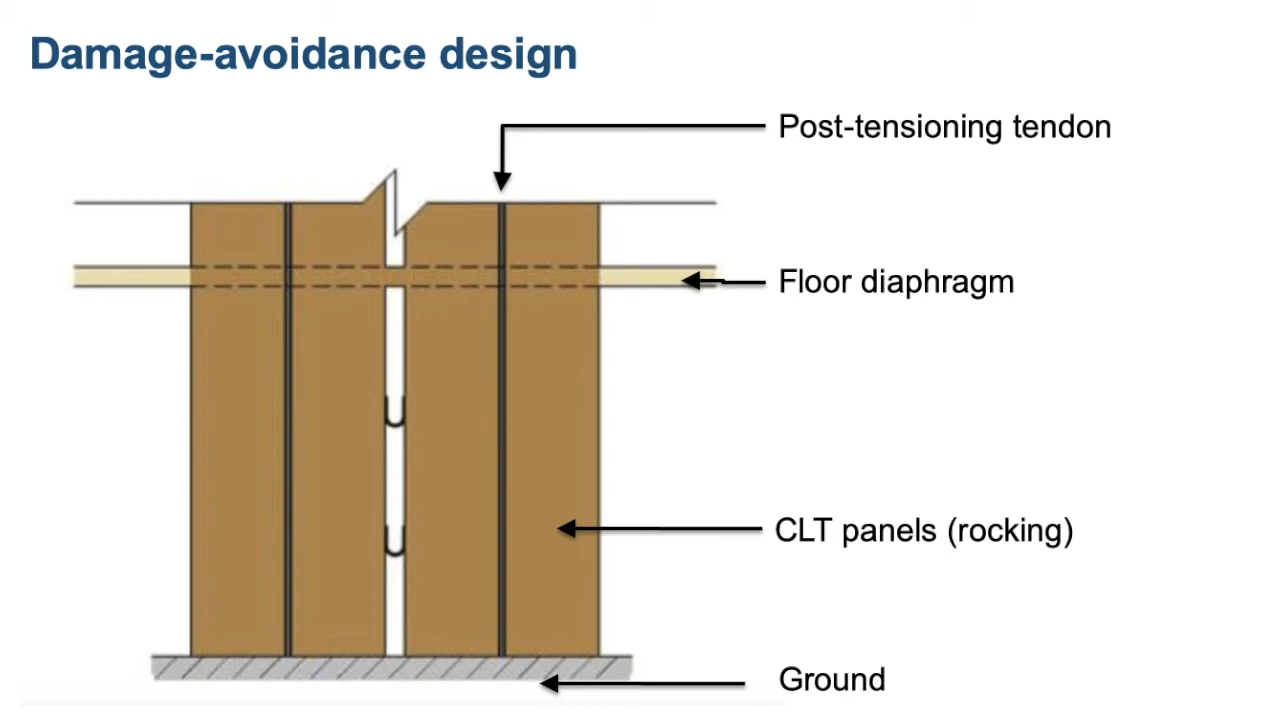 Damage-avoidance design
Post-tensioning tendon
Floor diaphragm
CLT panels (rocking)
Ground